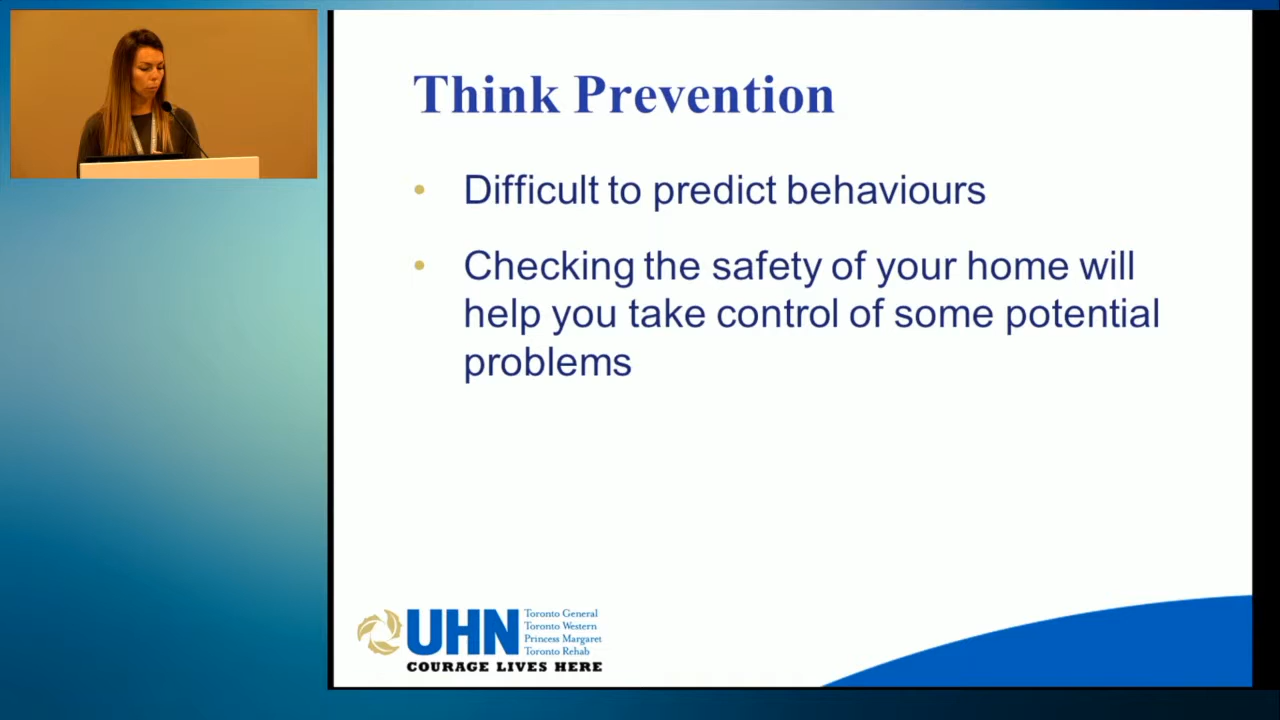 Think Prevention
• Difficult to predict behaviours
• Checking the safety of your home will
help you take control of some potential
problems
UHN
Toronto General
Toronto Western
Princess Margaret
Toronto Rehab
COURAGE LIVES HERE